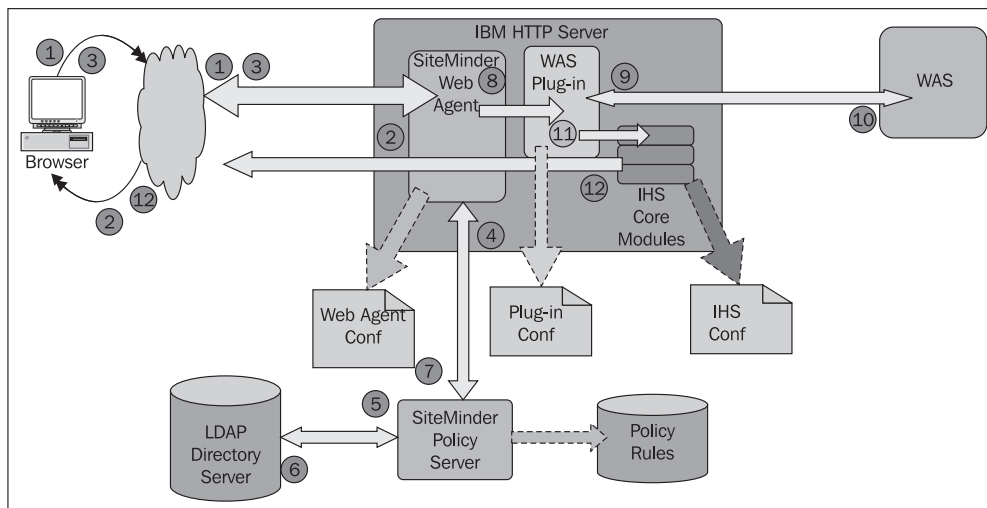 IBM HTTP Server
1
3
1
3
SiteMinder
Web
Agent
8
WAS
Plug-in
9
WAS
2
11
10
Browser
12
2
12
4
IHS
Core
Modules
Web Agent
Conf
Plug-in
Conf
IHS
Conf
7
5
LDAP
Directory
Server
6
SiteMinder
Policy
Server
Policy
Rules